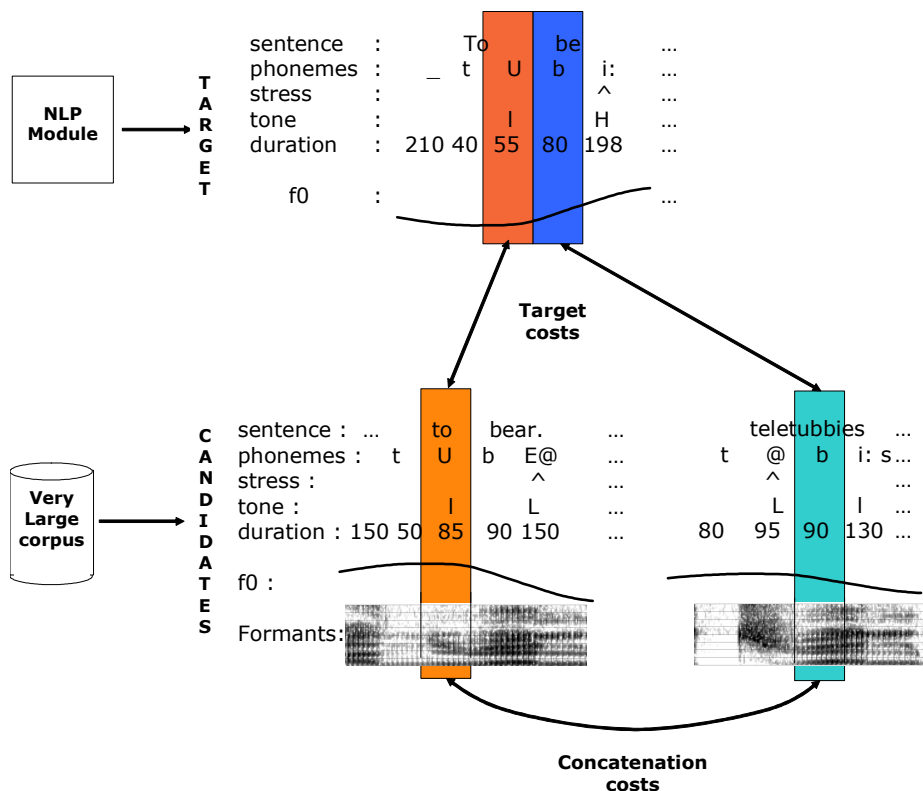 sentence : To be ...
phonemes : _ t U b i: ...
stress : ^ ...
tone : l H ...
duration : 210 40 55 80 198 ...
f0 : ...
NLP
Module
TARGET
Target
costs
Very
Large
corpus
CANDIDATES
sentence : ... to bear. ... teletubbies ...
phonemes : t U b E@ ... t @ b i: s...
stress : ^ ... ^ ...
tone : l L ... L l ...
duration : 150 50 85 90 150 ... 80 95 90 130 ...
f0 :
Formants:
Concatenation
costs